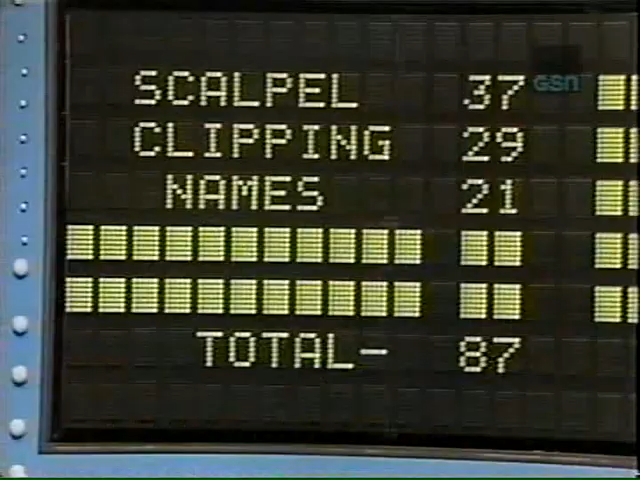 SCALPEL 37
GSN
CLIPPING 29
NAMES 21
TOTAL- 87